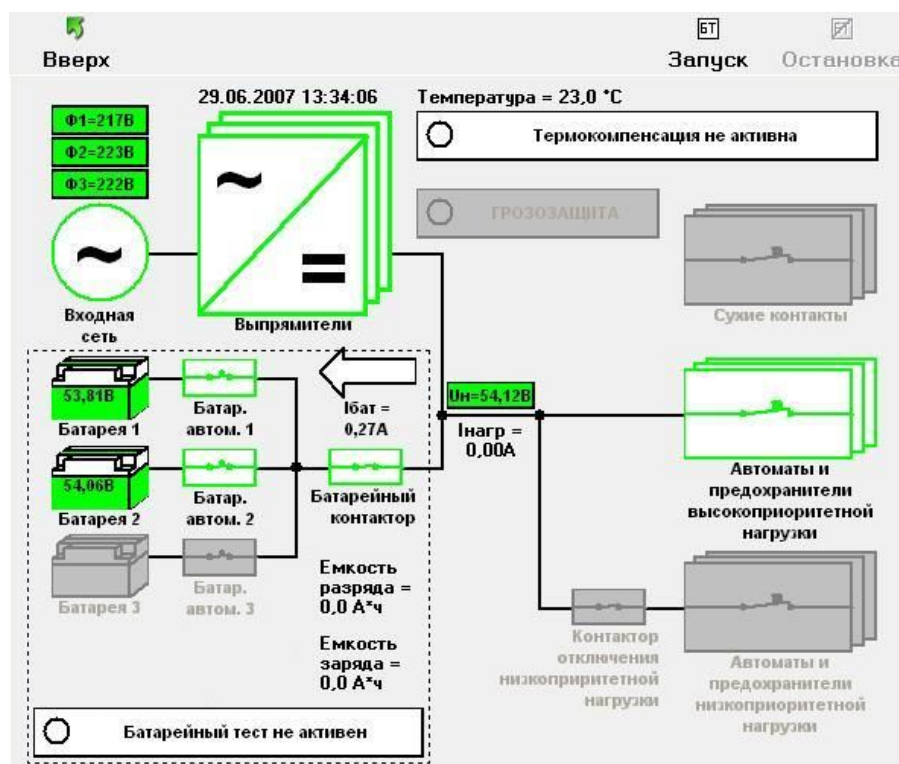 Вверх
БТ
БТ
Запуск
Остановка
29.06.2007 13:34:06
Температура = 23,0 °С
Ф1=217В
Ф2=223В
Ф3=222В
Термокомпенсация не активна
ГРОЗОЗАЩИТА
Входная
сеть
Выпрямители
Сухие контакты
53,81В
Батарея 1
Батар.
автом. 1
Iбат =
0,27А
Uн=54,12В
Iнагр =
0,00А
54,06В
Батарея 2
Батар.
автом. 2
Батарейный
контактор
Автоматы и
предохранители
высокоприоритетной
нагрузки
Батарея 3
Батар.
автом. 3
Емкость
разряда =
0,0 А*ч
Емкость
заряда =
0,0 А*ч
Контактор
отключения
низкоприритетной
нагрузки
Автоматы и
предохранители
низкоприоритетной
нагрузки
Батарейный тест не активен